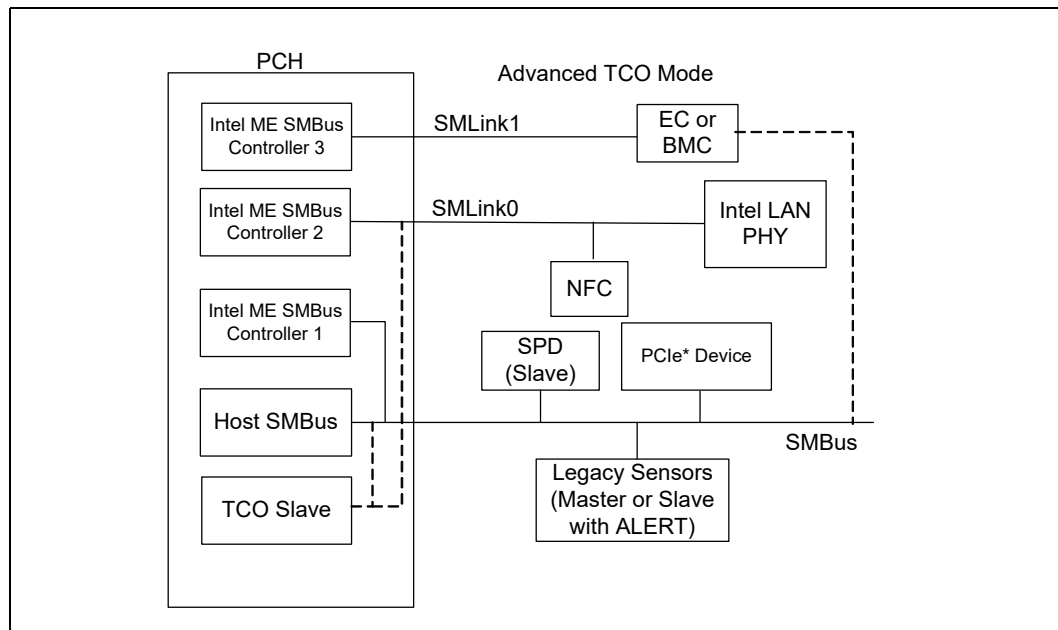 PCH
Advanced TCO Mode
Intel ME SMBus
Controller 3
SMLink1
EC or
BMC
Intel ME SMBus
Controller 2
SMLink0
Intel LAN
PHY
NFC
Intel ME SMBus
Controller 1
SPD
(Slave)
PCIe* Device
Host SMBus
SMBus
Legacy Sensors
(Master or Slave
with ALERT)
TCO Slave